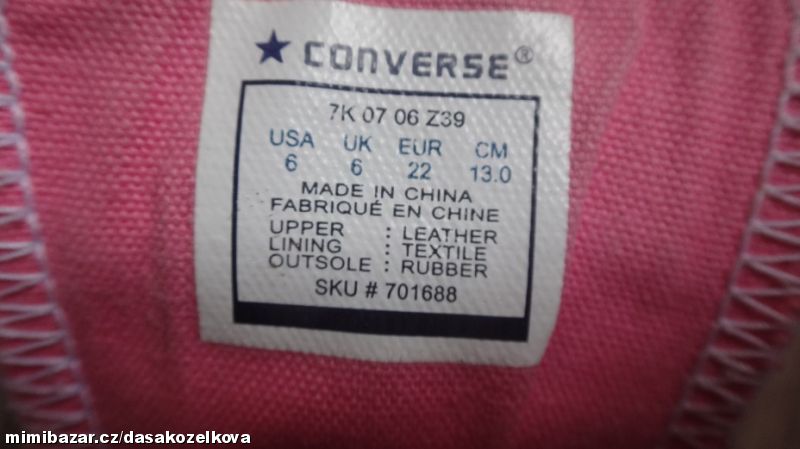 ★ CONVERSE®
7K 07 06 Z39
USA UK EUR CM
6 6 22 13.0
MADE IN CHINA
FABRIQUÉ EN CHINE
UPPER : LEATHER
LINING : TEXTILE
OUTSOLE : RUBBER
SKU # 701688
mimibazar.cz/dasakozelkova